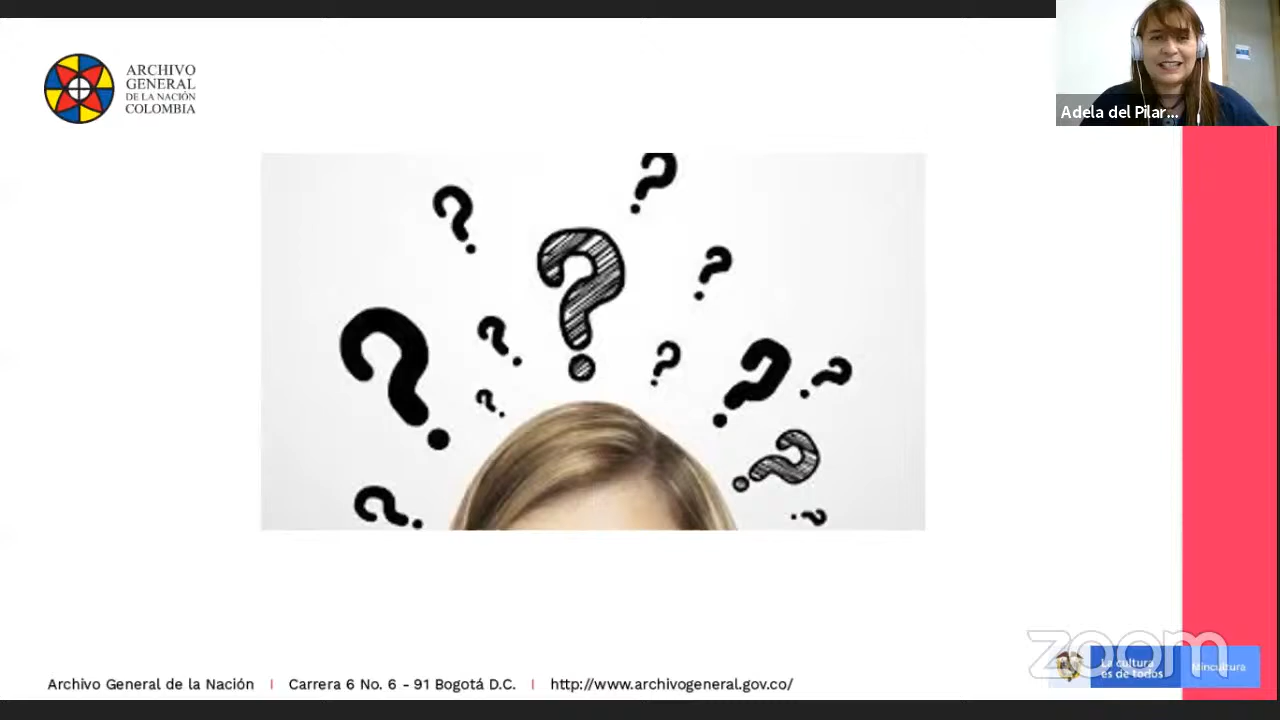 ARCHIVO
GENERAL
DE LA NACIÓN
COLOMBIA
Adela del Pilar...
? ? ? ? ? ? ? ? ? ? ? ? ?
Archivo General de la Nación | Carrera 6 No. 6 - 91 Bogotá D.C. | http://www.archivogeneral.gov.co/
zoom
La cultura
es de todos
Mincultura